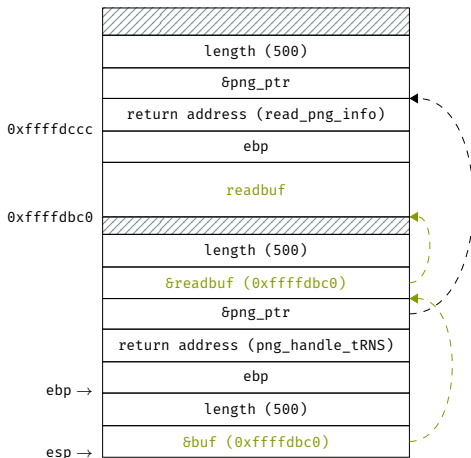 length (500)
&png_ptr
return address (read_png_info)
0xffffdccc
ebp
readbuf
0xffffdbc0
length (500)
&readbuf (0xffffdbc0)
&png_ptr
return address (png_handle_tRNS)
ebp
ebp →
length (500)
&buf (0xffffdbc0)
esp →